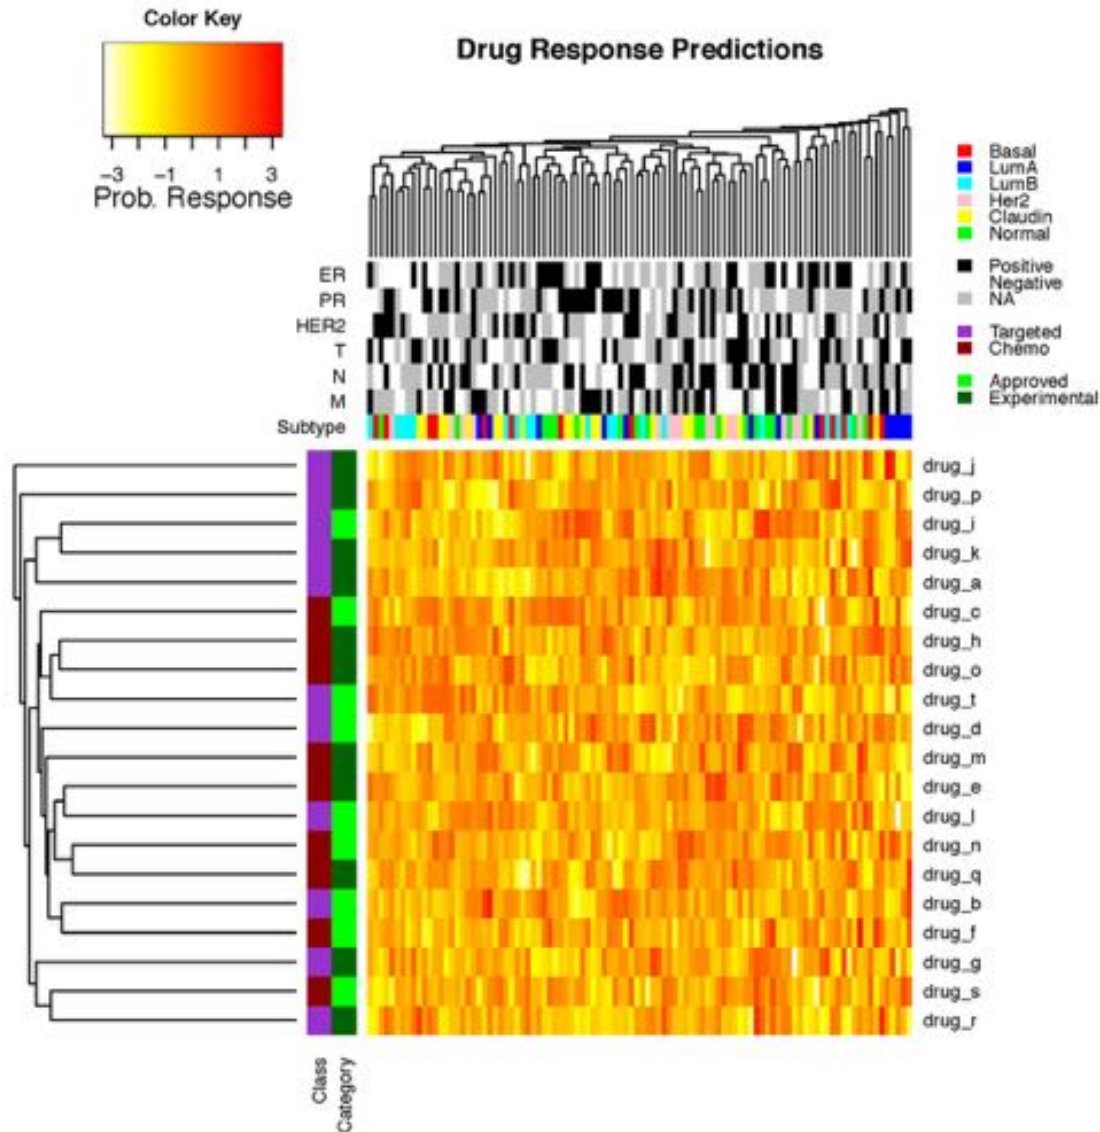 Color Key
−3 −1 1 3
Prob. Response
Drug Response Predictions
Basal
LumA
LumB
Her2
Claudin
Normal
Positive
Negative
NA
Targeted
Chemo
Approved
Experimental
ER
PR
HER2
T
N
M
Subtype
drug_j
drug_p
drug_i
drug_k
drug_a
drug_c
drug_h
drug_o
drug_t
drug_d
drug_m
drug_e
drug_l
drug_n
drug_q
drug_b
drug_f
drug_g
drug_s
drug_r
Class
Category